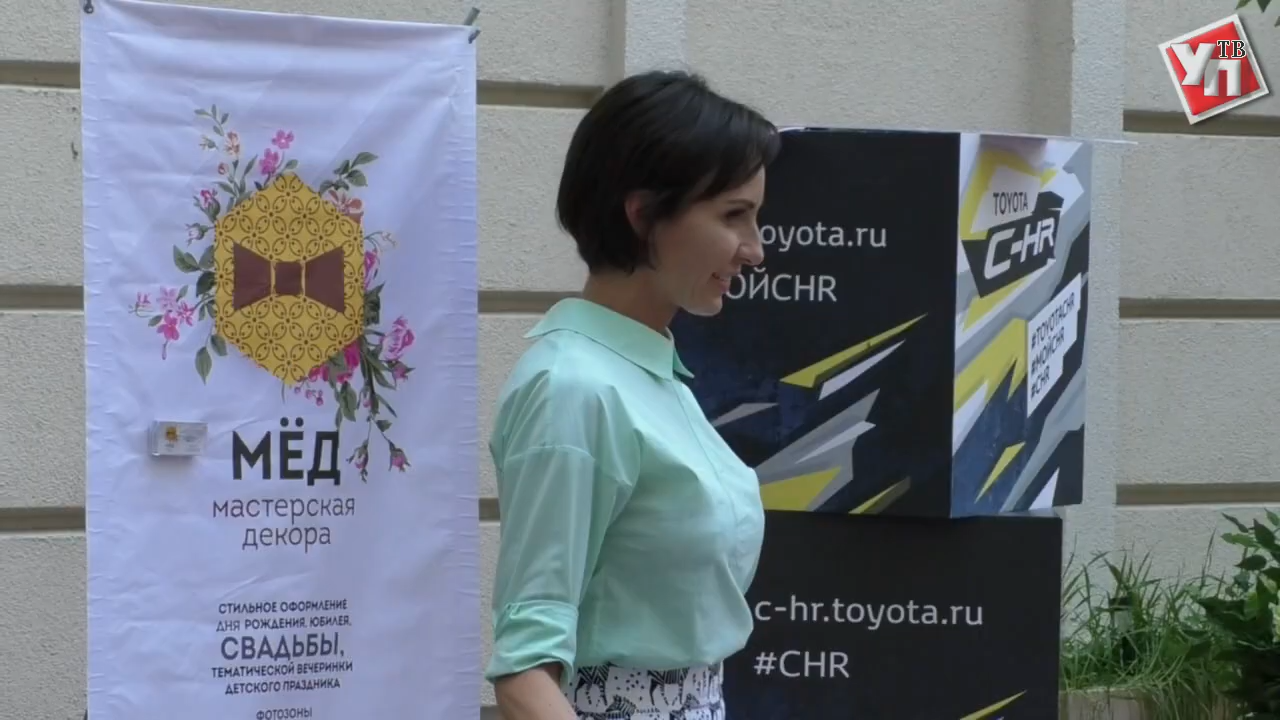 УП ТВ
МЁД
мастерская
декора
СТИЛЬНОЕ ОФОРМЛЕНИЕ
ДНЯ РОЖДЕНИЯ, ЮБИЛЕЯ,
СВАДЬБЫ,
ТЕМАТИЧЕСКОЙ ВЕЧЕРИНКИ
ДЕТСКОГО ПРАЗДНИКА
ФОТОЗОНЫ
oyota.ru
ОЙCHR
TOYOTA
C-HR
#TOYOTACHR
#МОЙCHR
#CHR
c-hr.toyota.ru
#CHR